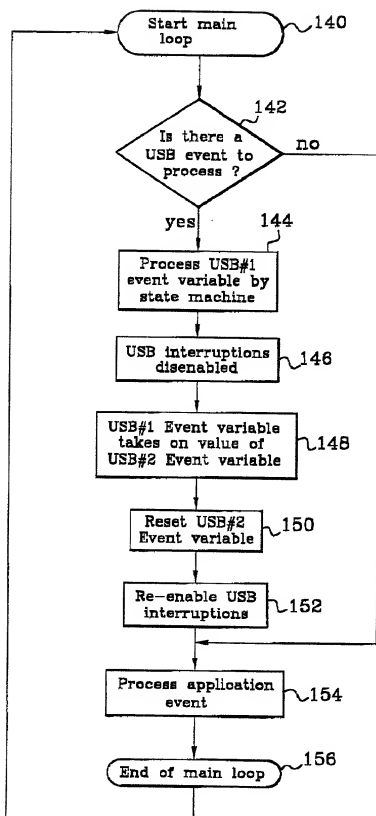 Start main
loop
140
142
Is there a
USB event to
process ?
no
yes
144
Process USB#1
event variable by
state machine
USB interruptions
disenabled
146
USB#1 Event variable
takes on value of
USB#2 Event variable
148
Reset USB#2
Event variable
150
Re-enable USB
interruptions
152
Process application
event
154
End of main loop
156